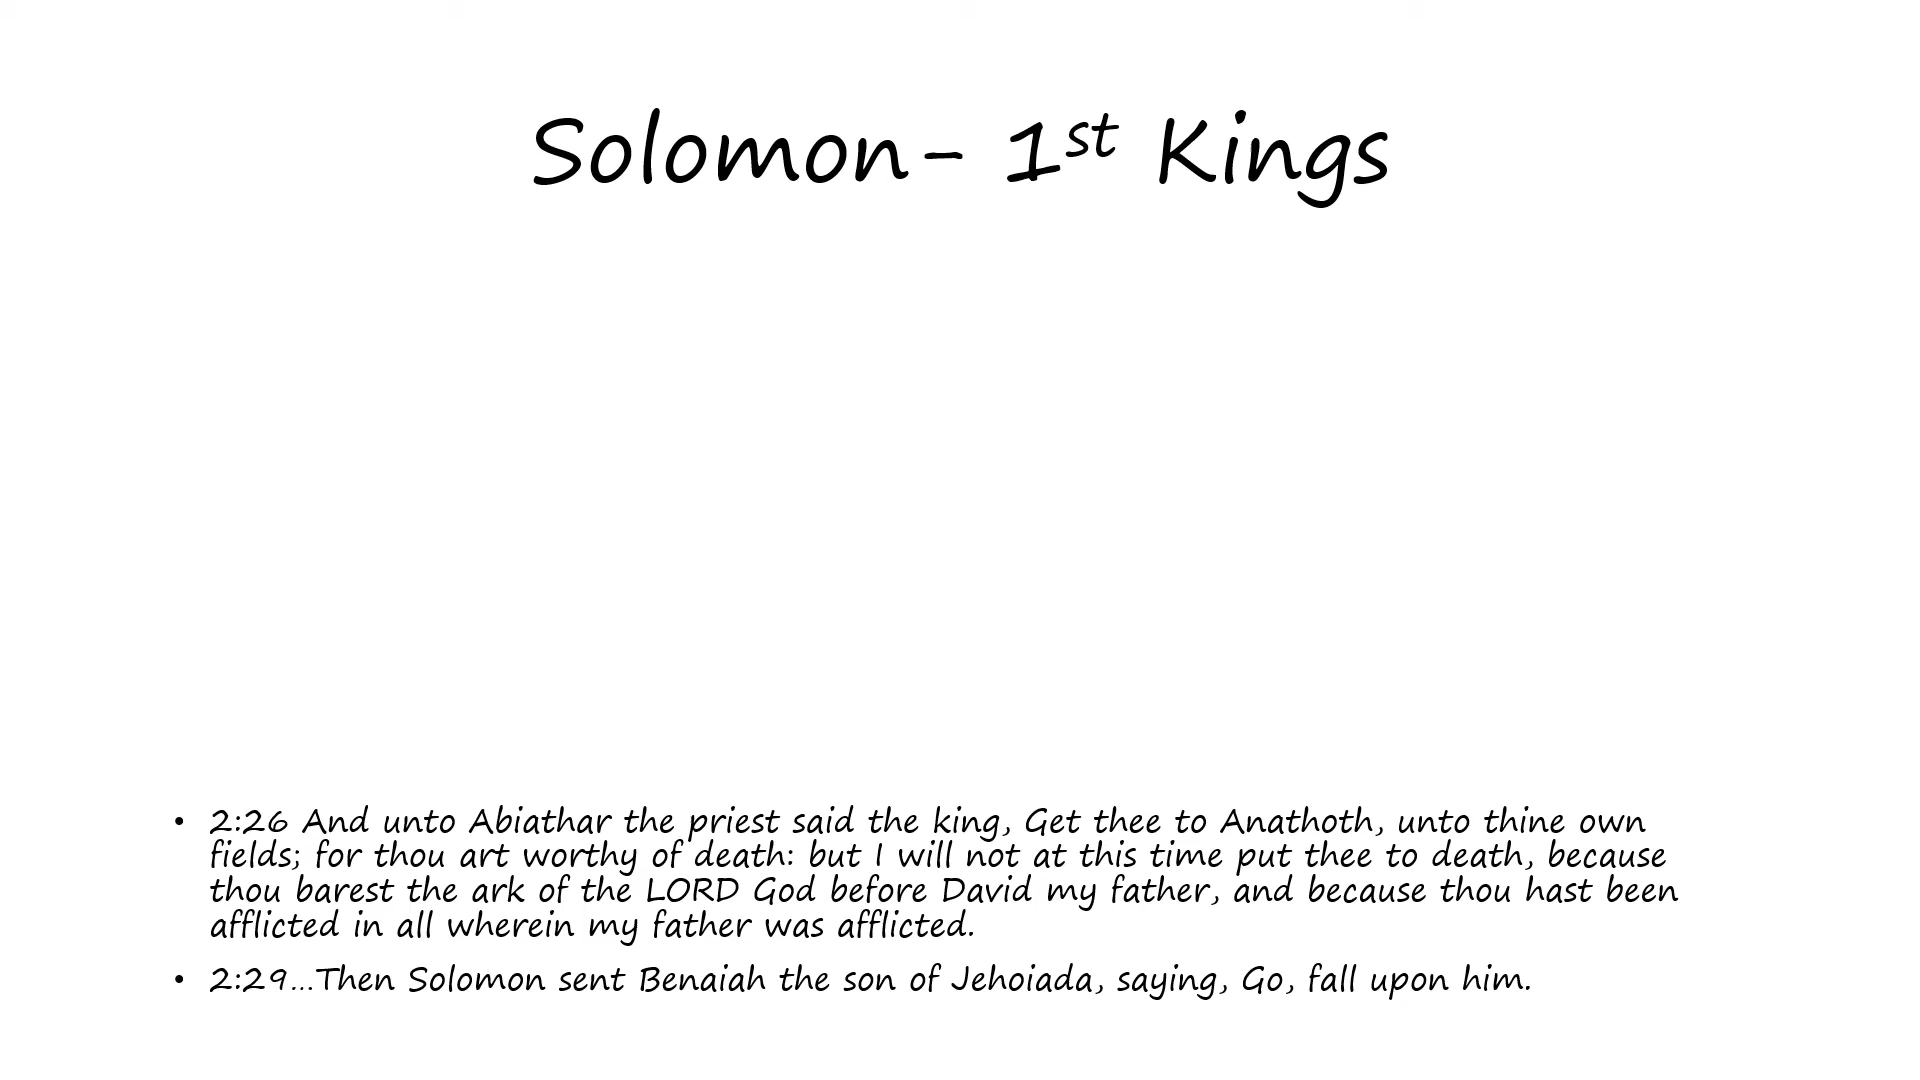 Solomon- 1st Kings
• 2:26 And unto Abiathar the priest said the king, Get thee to Anathoth, unto thine own
fields; for thou art worthy of death: but I will not at this time put thee to death, because
thou barest the ark of the LORD God before David my father, and because thou hast been
afflicted in all wherein my father was afflicted.
• 2:29...Then Solomon sent Benaiah the son of Jehoiada, saying, Go, fall upon him.